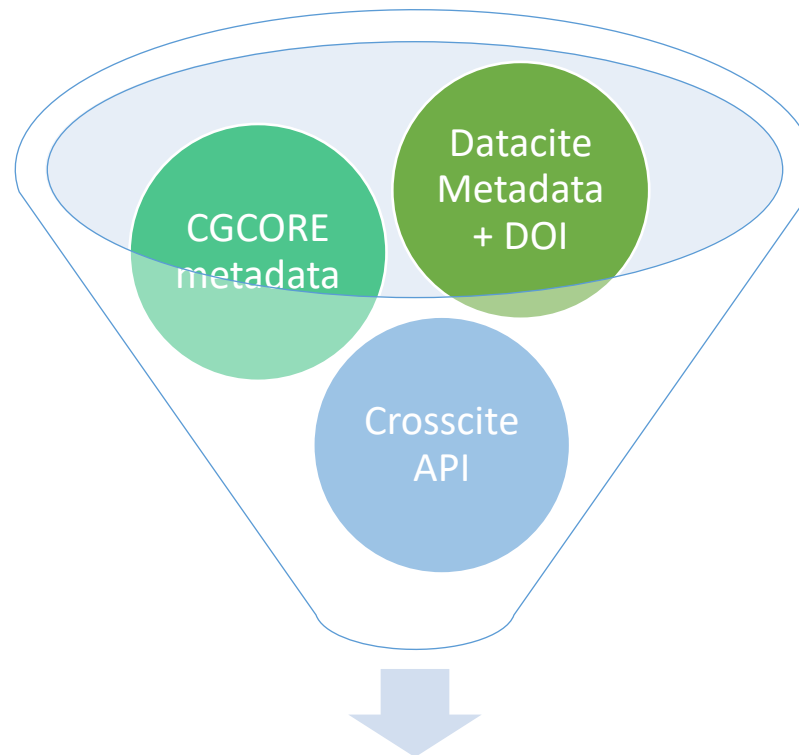 Datacite
Metadata
+ DOI
CGCORE
metadata
Crosscite
API